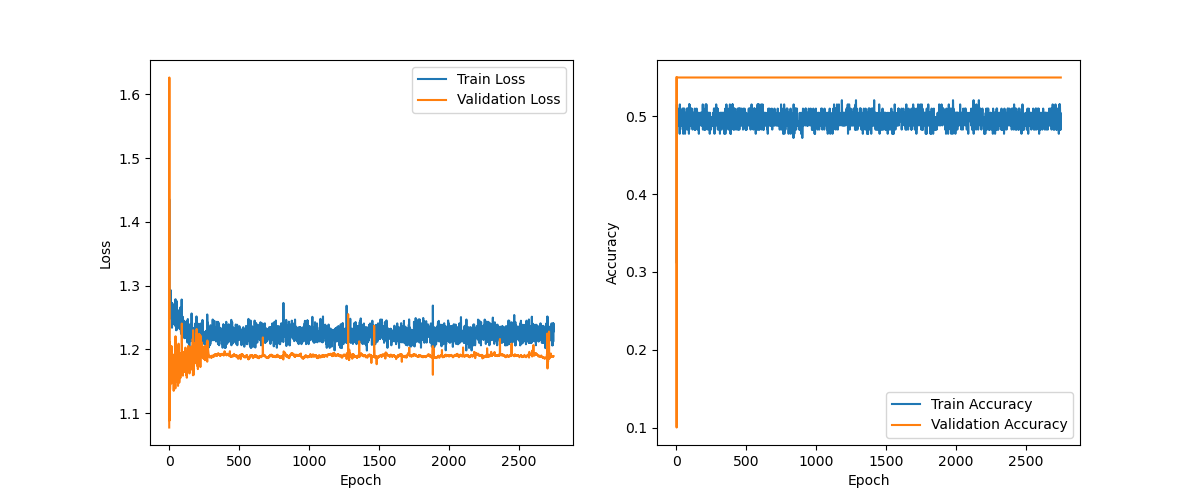 Train Loss
Validation Loss
1.6
1.5
1.4
1.3
1.2
1.1
Loss
0
500
1000
1500
2000
2500
Epoch
0.5
0.4
0.3
0.2
0.1
Accuracy
Train Accuracy
Validation Accuracy
0
500
1000
1500
2000
2500
Epoch